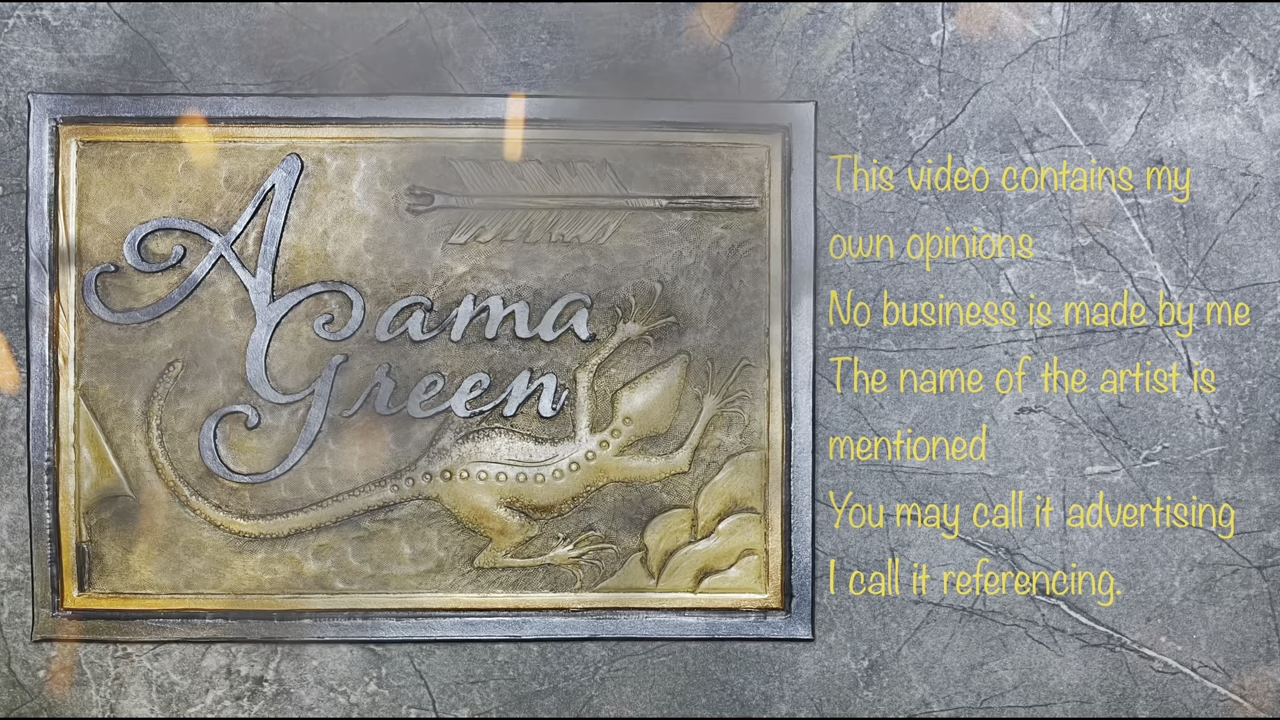 Agama
Green
This video contains my
own opinions
No business is made by me
The name of the artist is
mentioned
You may call it advertising
I call it referencing.